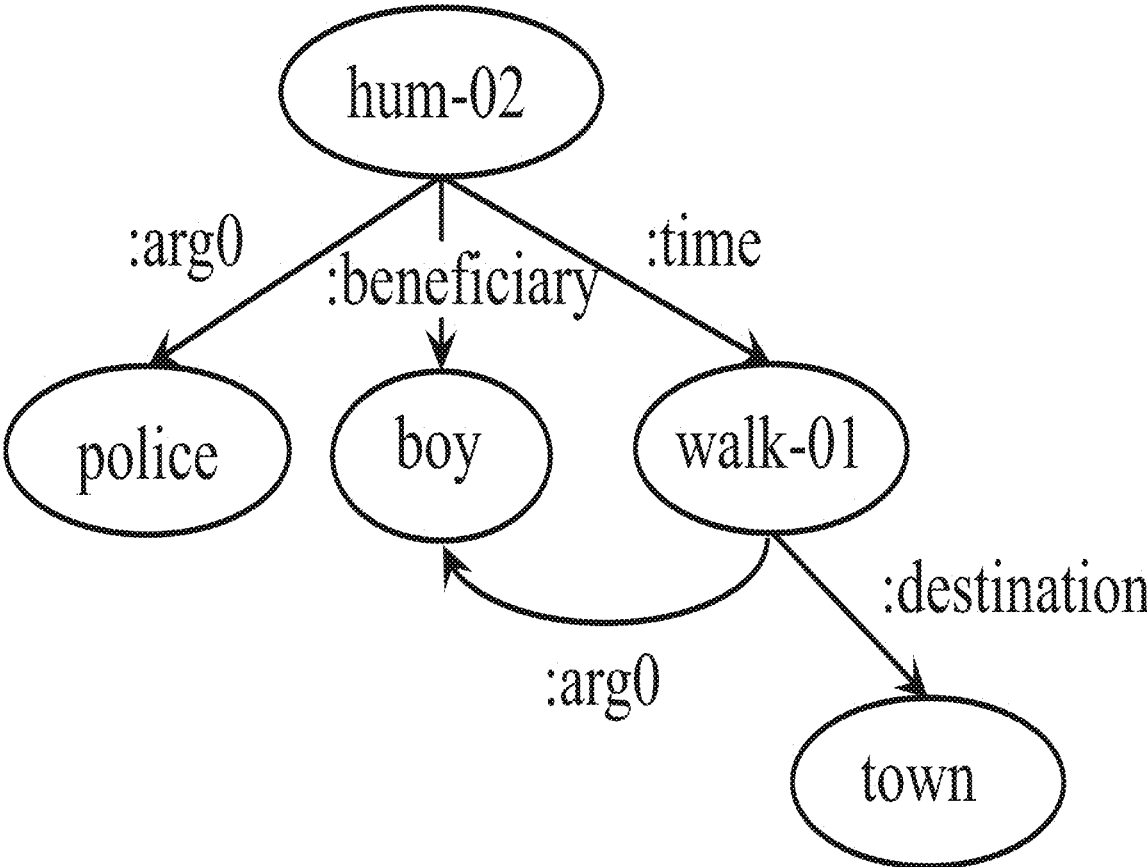 hum-02
:arg0
:beneficiary
:time
police
boy
walk-01
:arg0
:destination
town